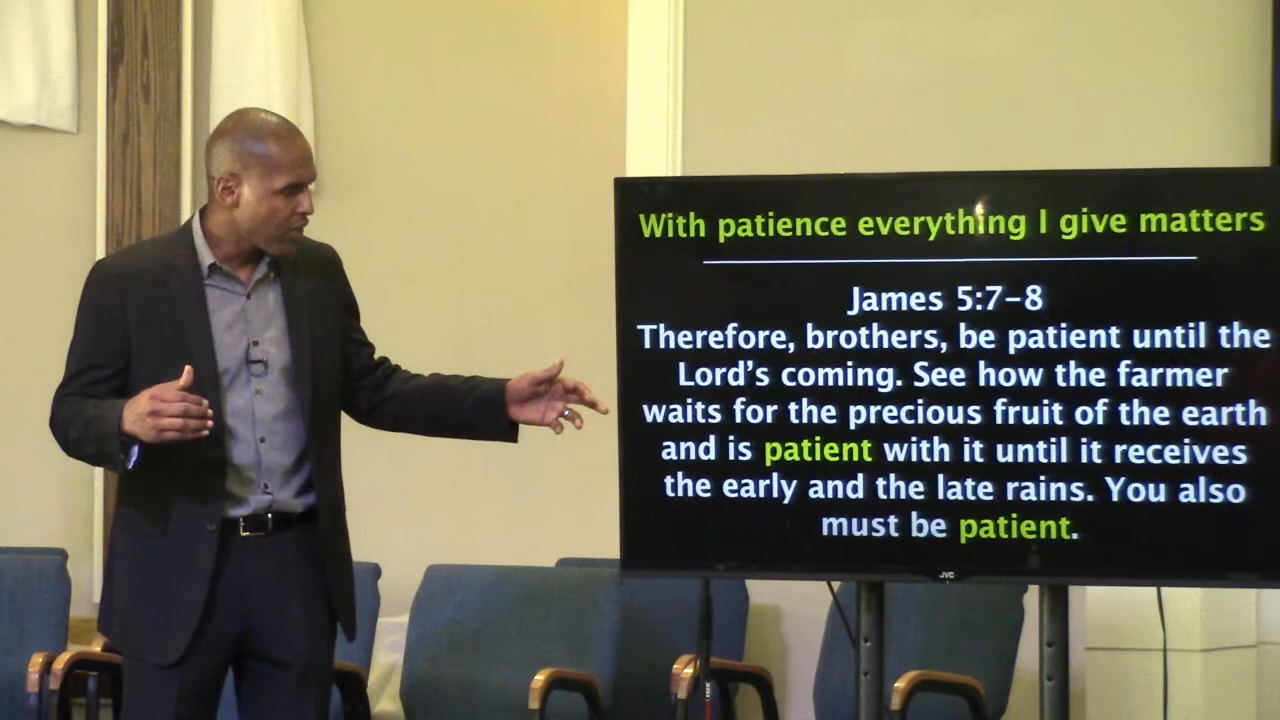 With patience everything I give matters
James 5:7-8
Therefore, brothers, be patient until the
Lord's coming. See how the farmer
waits for the precious fruit of the earth
and is patient with it until it receives
the early and the late rains. You also
must be patient.
JVC